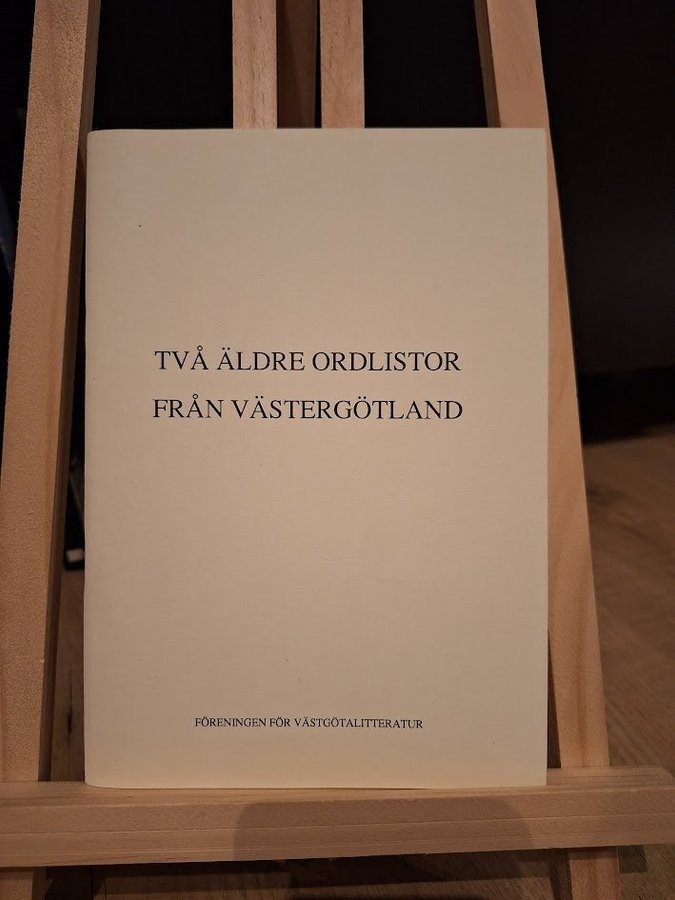 TVÅ ÄLDRE ORDLISTOR
FRÅN VÄSTERGÖTLAND
FÖRENINGEN FÖR VÄSTGÖTALITTERATUR